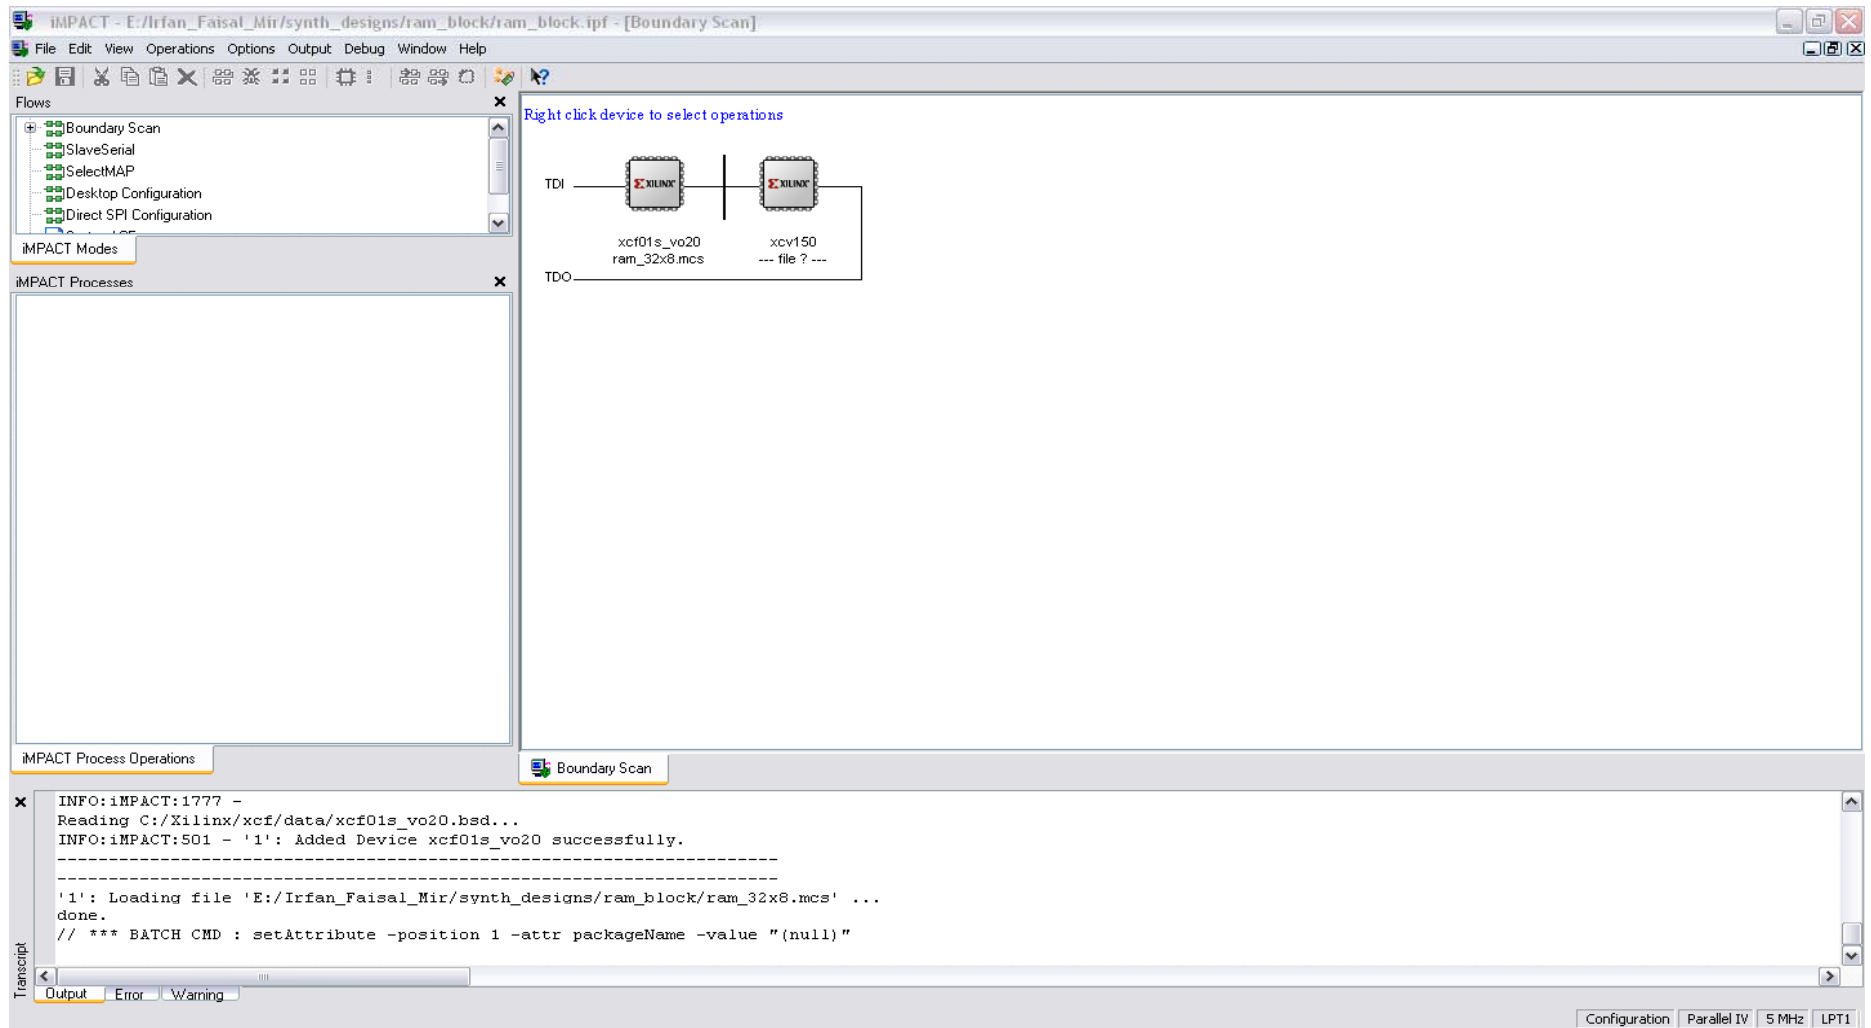 iMPACT - E:/Irfan_Faisal_Mir/synth_designs/ram_block/ram_block.ipf - [Boundary Scan]
File Edit View Operations Options Output Debug Window Help
Flows
Boundary Scan
SlaveSerial
SelectMAP
Desktop Configuration
Direct SPI Configuration
iMPACT Modes
iMPACT Processes
iMPACT Process Operations
Right click device to select operations
TDI
XILINX XILINX
xcf01s_vo20 xcv150
ram_32x8.mcs --- file ? ---
TDO
Boundary Scan
INFO:iMPACT:1777 -
Reading C:/Xilinx/xcf/data/xcf01s_vo20.bsd...
INFO:iMPACT:501 - '1': Added Device xcf01s_vo20 successfully.
----------------------------------------------------------------------
----------------------------------------------------------------------
'1': Loading file 'E:/Irfan_Faisal_Mir/synth_designs/ram_block/ram_32x8.mcs' ...
done.
// *** BATCH CMD : setAttribute -position 1 -attr packageName -value "(null)"
Transcript
Output Error Warning
Configuration Parallel IV 5 MHz LPT1